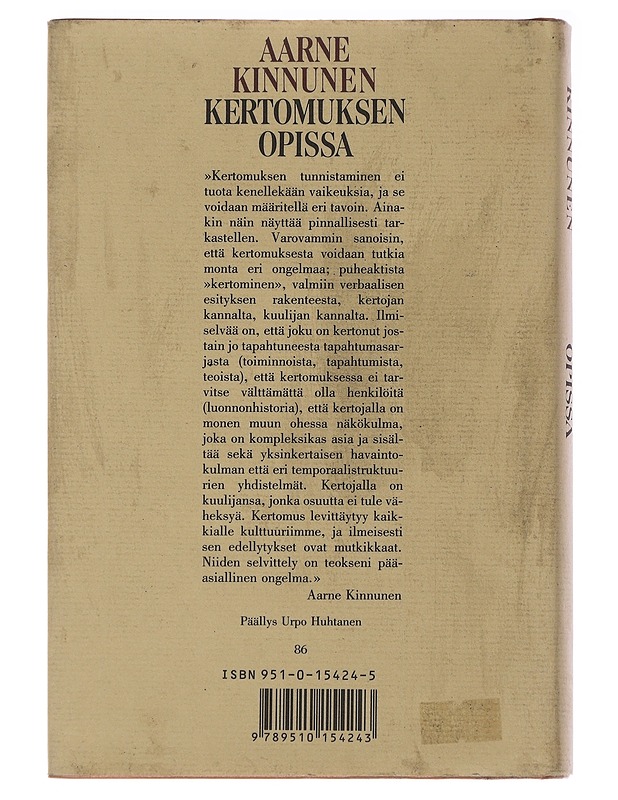 AARNE
KINNUNEN
KERTOMUKSEN
OPISSA
»Kertomuksen tunnistaminen ei
tuota kenellekään vaikeuksia, ja se
voidaan määritellä eri tavoin. Aina-
kin näin näyttää pinnallisesti tar-
kastellen. Varovammin sanoisin,
että kertomuksesta voidaan tutkia
monta eri ongelmaa; puheaktista
»kertominen», valmiin verbaalisen
esityksen rakenteesta, kertojan
kannalta, kuulijan kannalta. Ilmi-
selvää on, että joku on kertonut jos-
tain jo tapahtuneesta tapahtumasar-
jasta (toiminnoista, tapahtumista,
teoista), että kertomuksessa ei tar-
vitse välttämättä olla henkilöitä
(luonnonhistoria), että kertojalla on
monen muun ohessa näkökulma,
joka on kompleksikas asia ja sisäl-
tää sekä yksinkertaisen havainto-
kulman että eri temporaalistruktuu-
rien yhdistelmät. Kertojalla on
kuulijansa, jonka osuutta ei tule vä-
heksyä. Kertomus levittäytyy kaik-
kialle kulttuuriimme, ja ilmeisesti
sen edellytykset ovat mutkikkaat.
Niiden selvittely on teokseni pää-
asiallinen ongelma.»
Aarne Kinnunen
Päällys Urpo Huhtanen
86
ISBN 951-0-15424-5
9 789510 154243
KINNUNEN
OPISSA